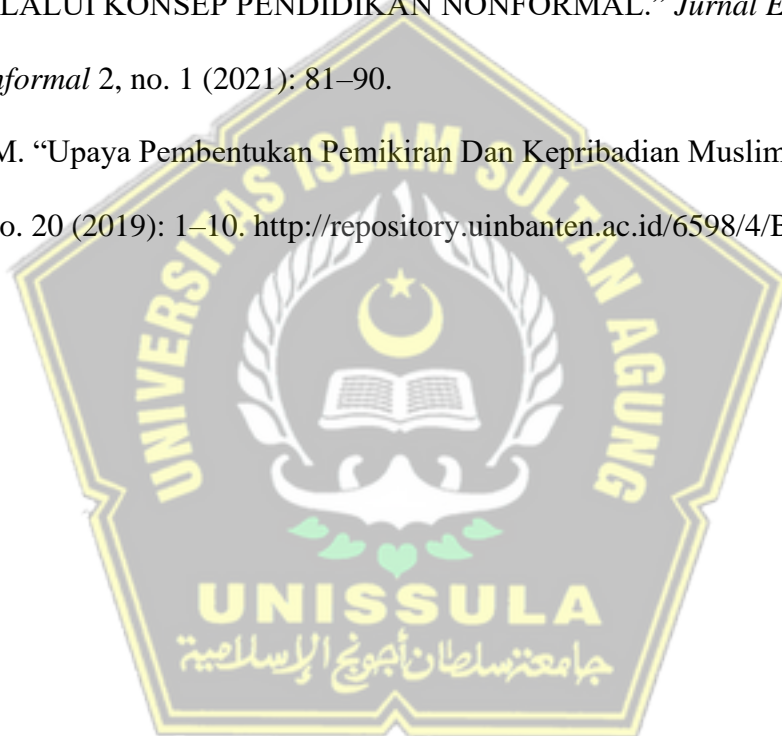 LALUI KONSEP PENDIDIKAN NONFORMAL.” Jurnal E
nformal 2, no. 1 (2021): 81–90.
M. “Upaya Pembentukan Pemikiran Dan Kepribadian Muslim
o. 20 (2019): 1–10. http://repository.uinbanten.ac.id/6598/4/B
UNIVERSITAS ISLAM SULTAN AGUNG
UNISSULA
جامعة سلطان أجونج الإسلامية